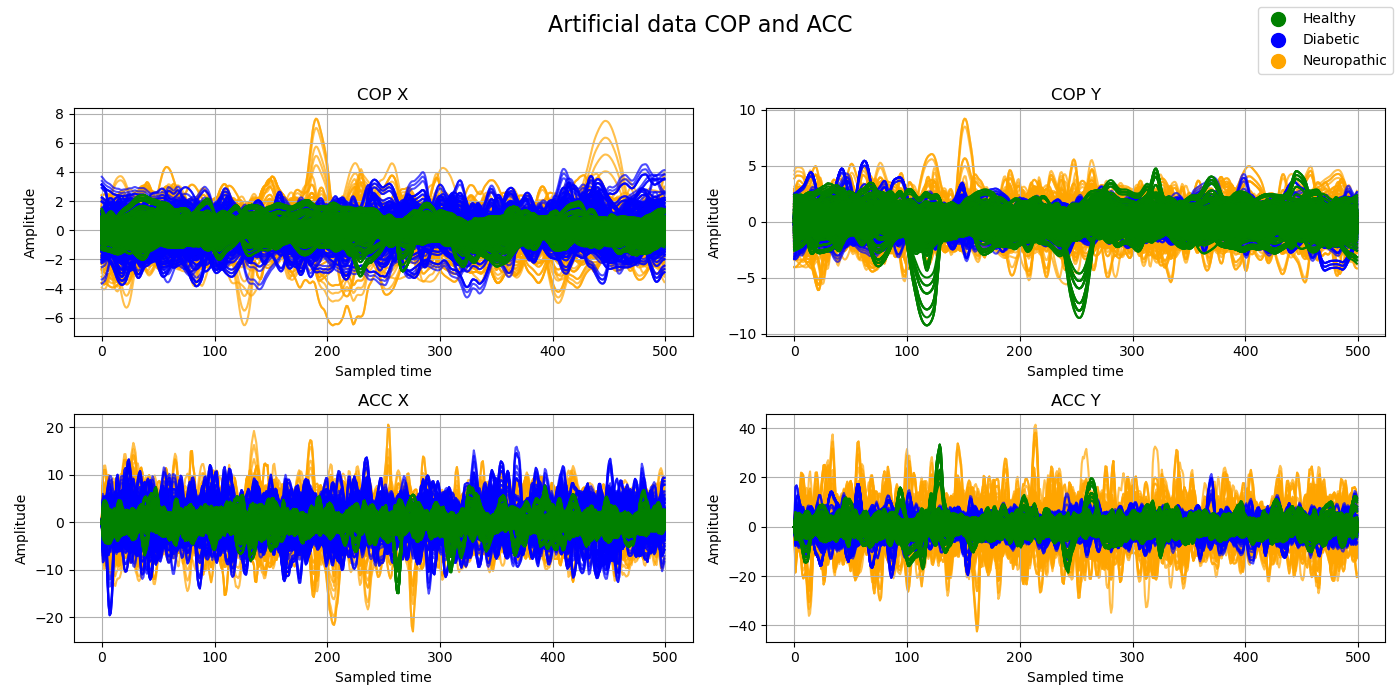 Artificial data COP and ACC
Healthy
Diabetic
Neuropathic
COP X
8
6
4
2
0
−2
−4
−6
Amplitude
0 100 200 300 400 500
Sampled time
COP Y
10
5
0
−5
−10
Amplitude
0 100 200 300 400 500
Sampled time
ACC X
20
10
0
−10
−20
Amplitude
0 100 200 300 400 500
Sampled time
ACC Y
40
20
0
−20
−40
Amplitude
0 100 200 300 400 500
Sampled time